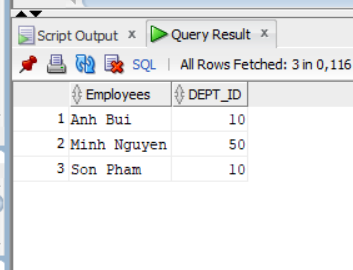 Script Output x Query Result x
SQL | All Rows Fetched: 3 in 0,116
Employees DEPT_ID
1 Anh Bui 10
2 Minh Nguyen 50
3 Son Pham 10